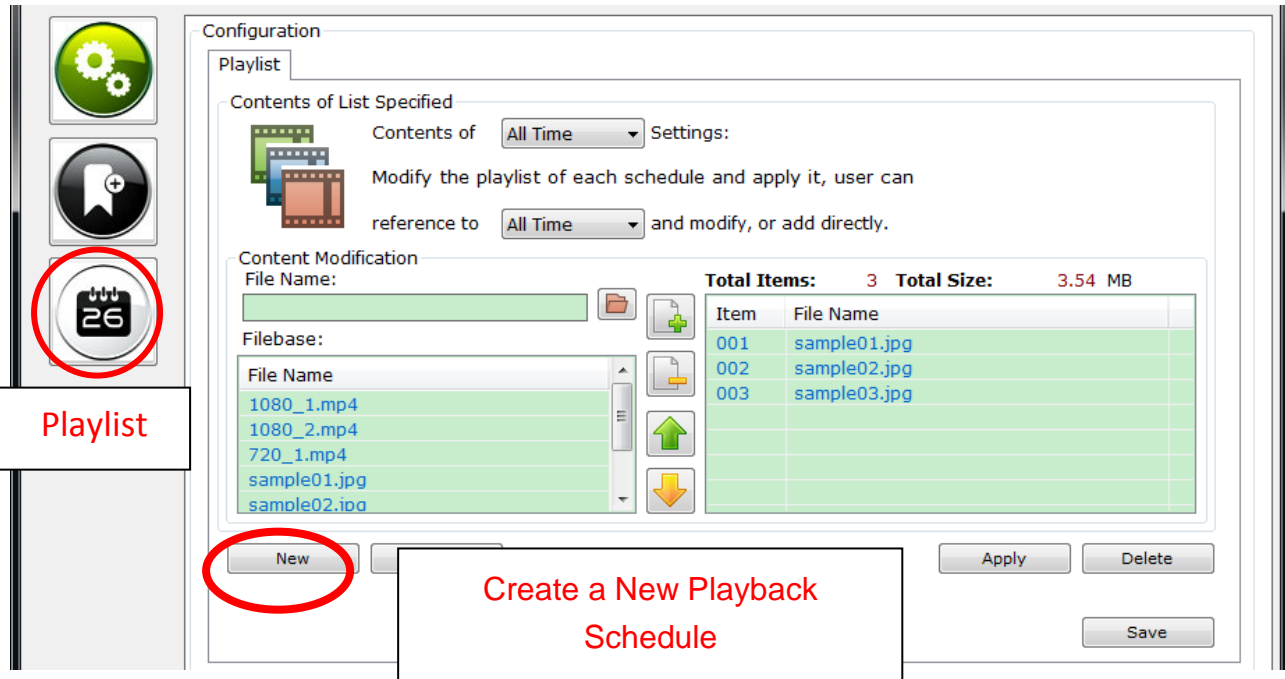 Configuration
Playlist
Contents of List Specified
Contents of All Time Settings:
Modify the playlist of each schedule and apply it, user can
reference to All Time and modify, or add directly.
26
Playlist
Content Modification
File Name:
Filebase:
File Name
1080_1.mp4
1080_2.mp4
720_1.mp4
sample01.jpg
sample02.jpg
Total Items: 3 Total Size: 3.54 MB
Item File Name
001 sample01.jpg
002 sample02.jpg
003 sample03.jpg
New
Apply Delete
Create a New Playback
Schedule
Save